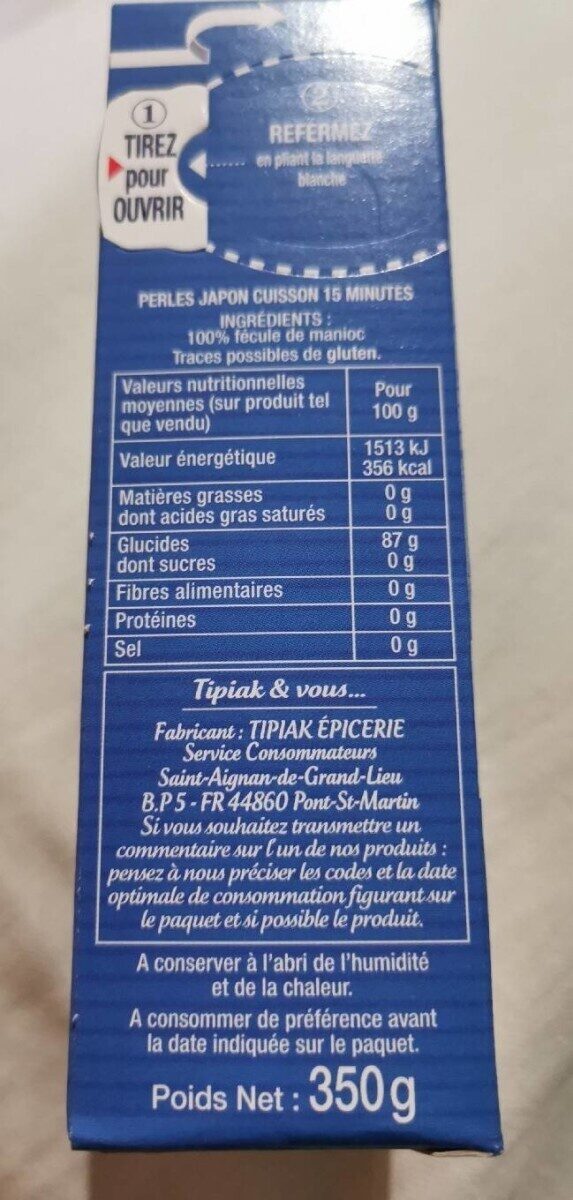 1
TIREZ
pour
OUVRIR
2
REFERMEZ
en pliant la languette
blanche
PERLES JAPON CUISSON 15 MINUTES
INGRÉDIENTS :
100% fécule de manioc
Traces possibles de gluten.
Valeurs nutritionnelles
moyennes (sur produit tel
que vendu)
Pour
100 g
Valeur énergétique
1513 kJ
356 kcal
Matières grasses
dont acides gras saturés
0 g
0 g
Glucides
dont sucres
87 g
0 g
Fibres alimentaires
0 g
Protéines
0 g
Sel
0 g
Tipiak & vous...
Fabricant : TIPIAK ÉPICERIE
Service Consommateurs
Saint-Aignan-de-Grand-Lieu
B.P 5 - FR 44860 Pont-St-Martin
Si vous souhaitez transmettre un
commentaire sur l'un de nos produits :
pensez à nous préciser les codes et la date
optimale de consommation figurant sur
le paquet et si possible le produit.
A conserver à l'abri de l'humidité
et de la chaleur.
A consommer de préférence avant
la date indiquée sur le paquet.
Poids Net : 350 g